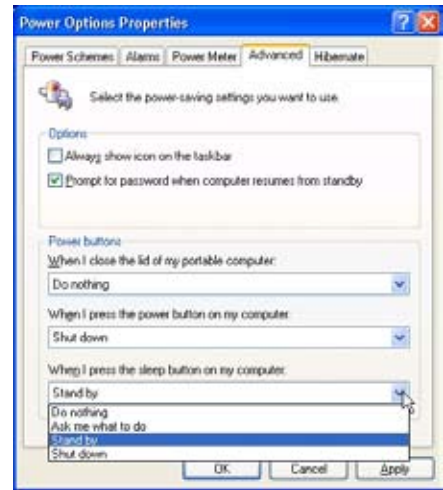 Power Options Properties
Power Schemes Alarms Power Meter Advanced Hibernate
Select the power-saving settings you want to use.
Options
Always show icon on the taskbar
Prompt for password when computer resumes from standby
Power buttons
When I close the lid of my portable computer:
Do nothing
When I press the power button on my computer:
Shut down
When I press the sleep button on my computer:
Stand by
Do nothing
Ask me what to do
Stand by
Shut down
OK Cancel Apply